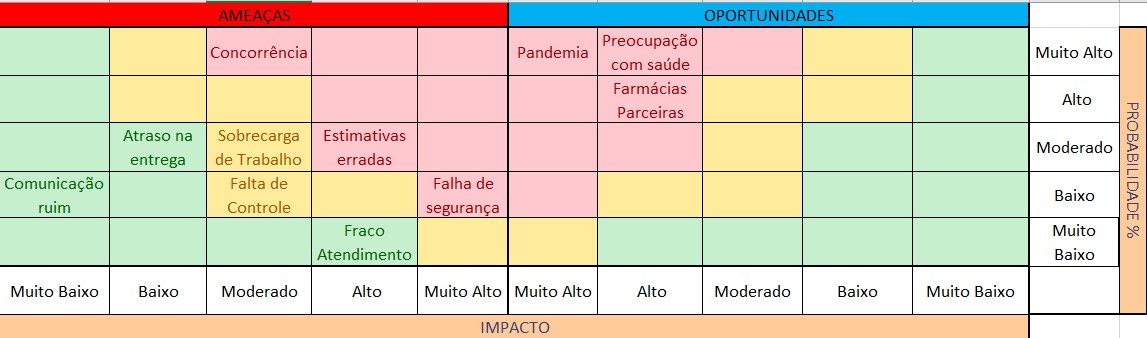 AMEAÇAS
OPORTUNIDADES
Concorrência
Pandemia
Preocupação
com saúde
Muito Alto
Farmácias
Parceiras
Alto
Atraso na
entrega
Sobrecarga
de Trabalho
Estimativas
erradas
Moderado
Comunicação
ruim
Falta de
Controle
Falha de
segurança
Baixo
Fraco
Atendimento
Muito
Baixo
PROBABILIDADE %
Muito Baixo
Baixo
Moderado
Alto
Muito Alto
Muito Alto
Alto
Moderado
Baixo
Muito Baixo
IMPACTO